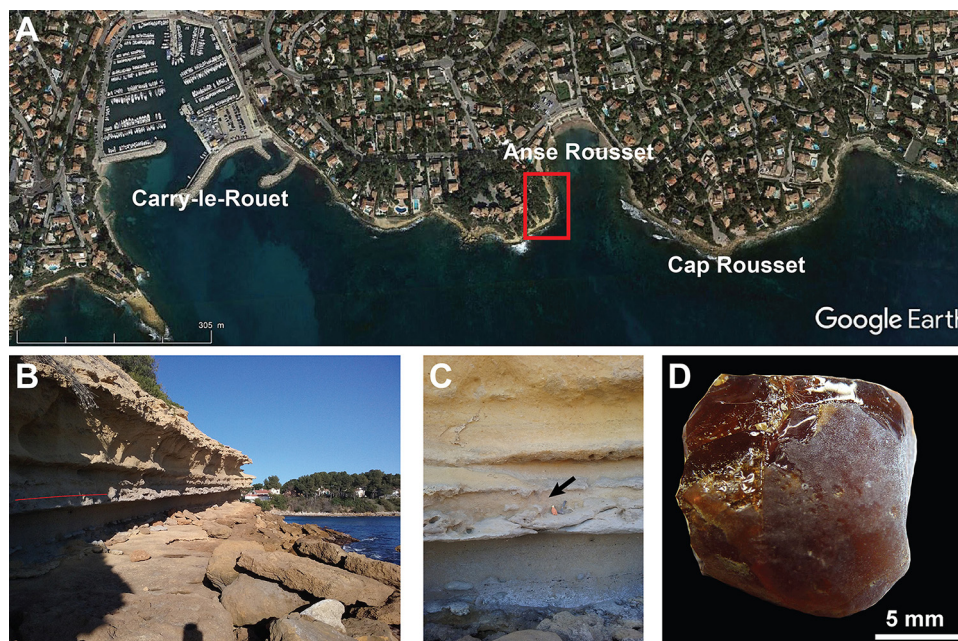 A
Anse Rousset
Carry-le-Rouet
Cap Rousset
305 m
Google Earth
B
C
D
5 mm